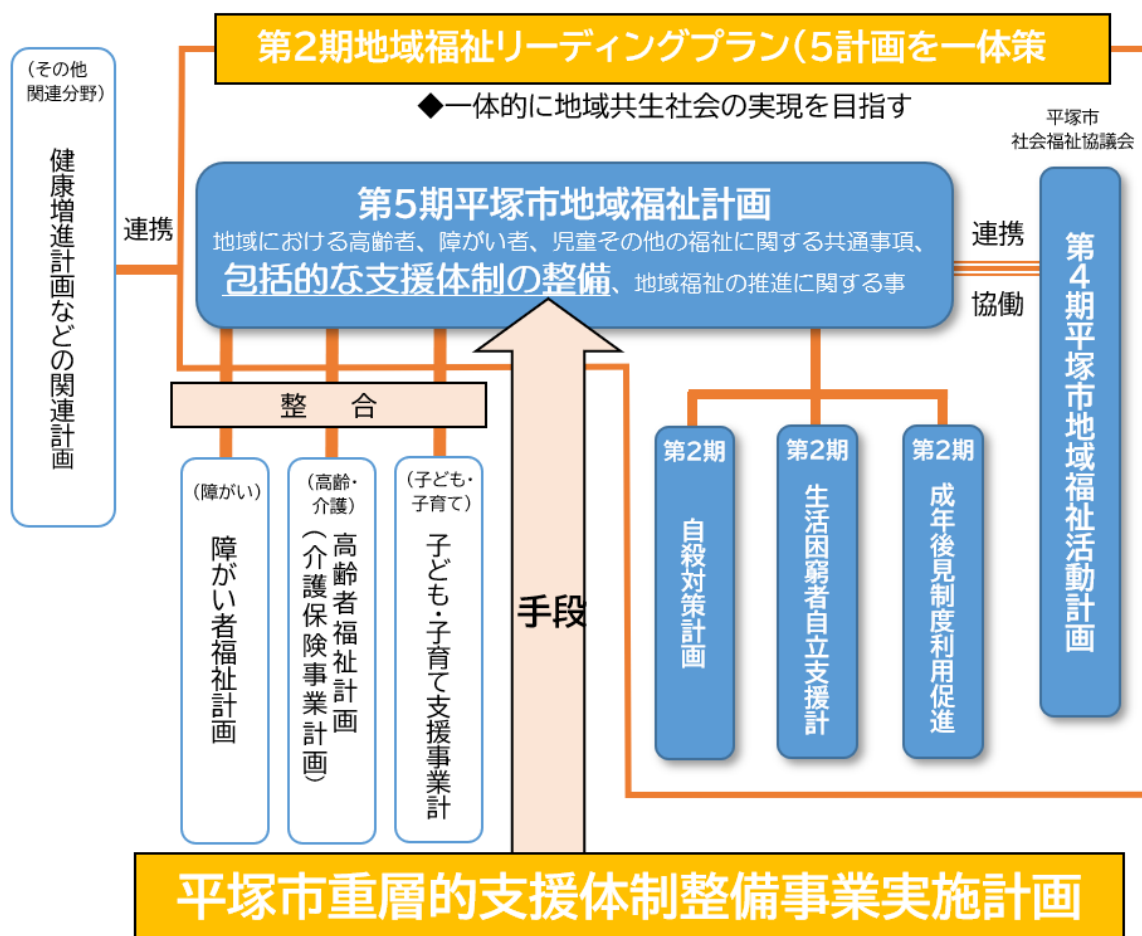 第2期地域福祉リーディングプラン(5計画を一体策
◆一体的に地域共生社会の実現を目指す
(その他
関連分野)
健康増進計画などの関連計画
連携
第5期平塚市地域福祉計画
地域における高齢者、障がい者、児童その他の福祉に関する共通事項、
包括的な支援体制の整備、地域福祉の推進に関する事
連携
協働
平塚市
社会福祉協議会
第4期平塚市地域福祉活動計画
整 合
(障がい)
障がい者福祉計画
(高齢・
介護)
高齢者福祉計画
(介護保険事業計画)
(子ども・
子育て)
子ども・子育て支援事業計
手段
第2期
自殺対策計画
第2期
生活困窮者自立支援計
第2期
成年後見制度利用促進
平塚市重層的支援体制整備事業実施計画